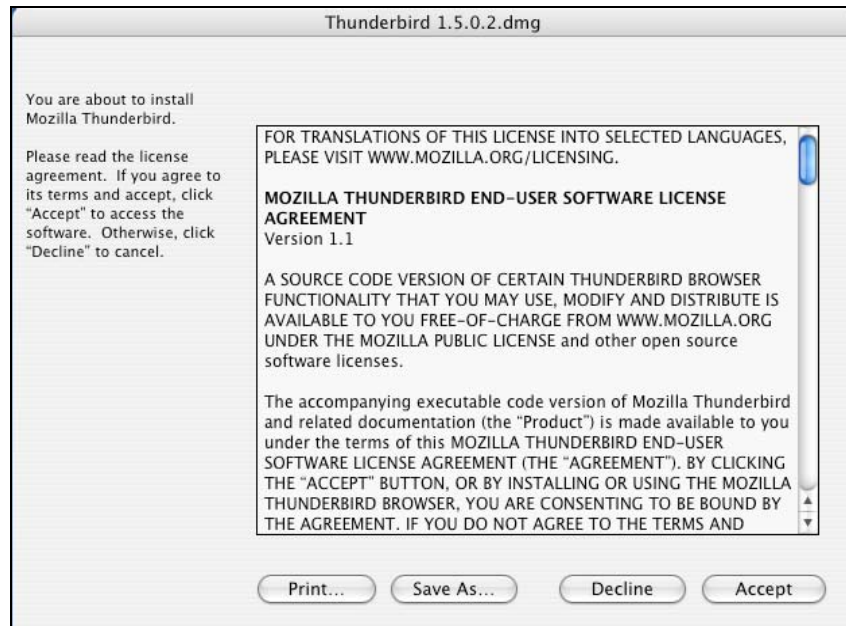 Thunderbird 1.5.0.2.dmg
You are about to install
Mozilla Thunderbird.
Please read the license
agreement.  If you agree to
its terms and accept, click
“Accept” to access the
software.  Otherwise, click
“Decline” to cancel.
FOR TRANSLATIONS OF THIS LICENSE INTO SELECTED LANGUAGES,
PLEASE VISIT WWW.MOZILLA.ORG/LICENSING.
MOZILLA THUNDERBIRD END-USER SOFTWARE LICENSE
AGREEMENT
Version 1.1
A SOURCE CODE VERSION OF CERTAIN THUNDERBIRD BROWSER
FUNCTIONALITY THAT YOU MAY USE, MODIFY AND DISTRIBUTE IS
AVAILABLE TO YOU FREE-OF-CHARGE FROM WWW.MOZILLA.ORG
UNDER THE MOZILLA PUBLIC LICENSE and other open source
software licenses.
The accompanying executable code version of Mozilla Thunderbird
and related documentation (the “Product”) is made available to you
under the terms of this MOZILLA THUNDERBIRD END-USER
SOFTWARE LICENSE AGREEMENT (THE “AGREEMENT”). BY CLICKING
THE “ACCEPT” BUTTON, OR BY INSTALLING OR USING THE MOZILLA
THUNDERBIRD BROWSER, YOU ARE CONSENTING TO BE BOUND BY
THE AGREEMENT. IF YOU DO NOT AGREE TO THE TERMS AND
Print... Save As... Decline Accept